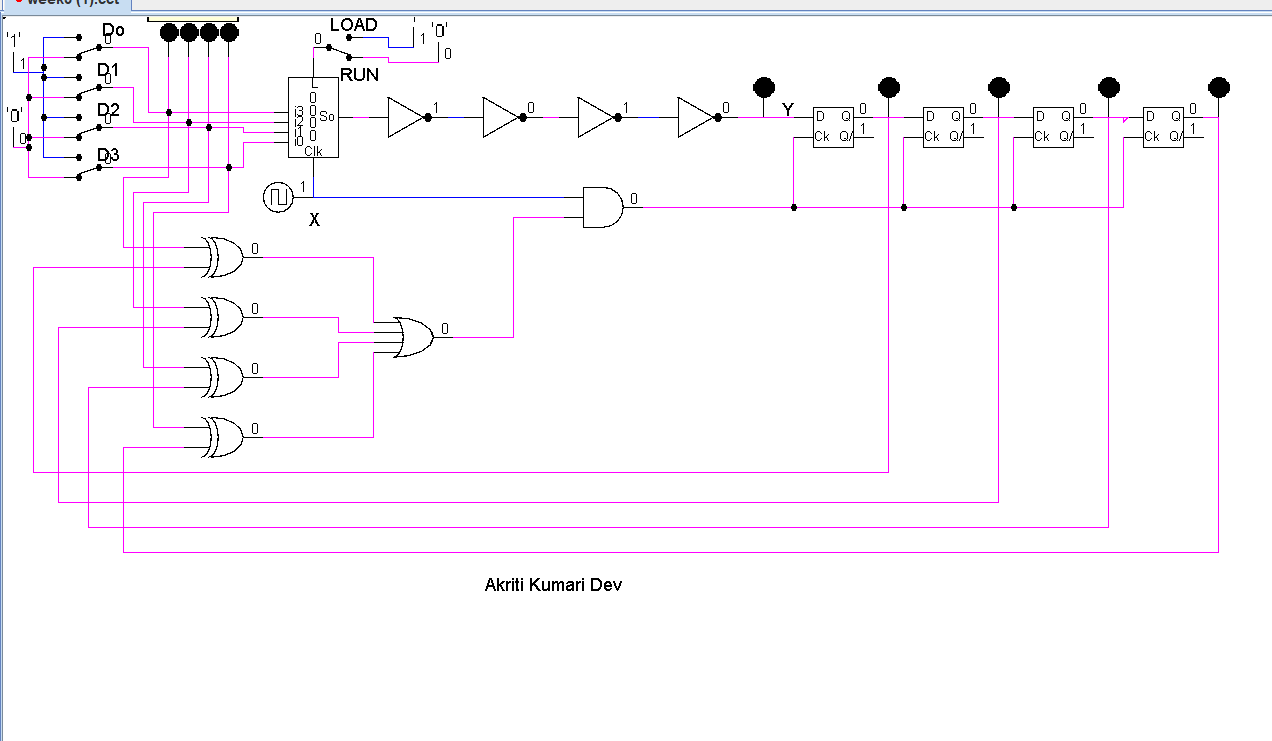 week6 (1).cct
Do
LOAD
'1'
'0'
0
0
1
1
0
D1
RUN
0
L
D2
'0'
0
0
i3 0
i2 0 So
i1 0
i0 0
Clk
1
0
1
0
Y
D Q 0
Ck Q/ 1
D Q 0
Ck Q/ 1
D Q 0
Ck Q/ 1
D Q 0
Ck Q/ 1
0
D3
0
1
X
0
0
0
0
0
0
Akriti Kumari Dev